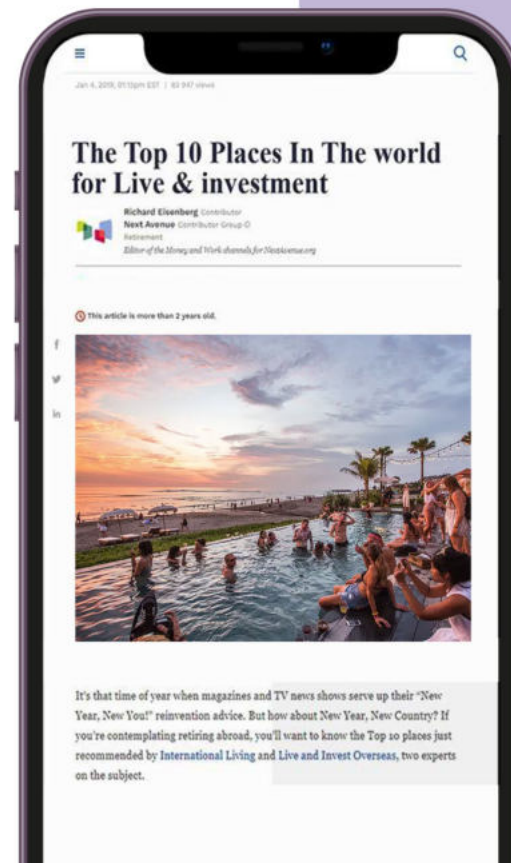 Jan 4, 2019, 01:15pm EST | 83 947 views
The Top 10 Places In The world
for Live & investment
Richard Eisenberg Contributor
Next Avenue Contributor Group
Retirement
Editor of the Money and Work channels for NextAvenue.org
This article is more than 2 years old.
f
in
It's that time of year when magazines and TV news shows serve up their "New
Year, New You!" reinvention advice. But how about New Year, New Country? If
you're contemplating retiring abroad, you'll want to know the Top 10 places just
recommended by International Living and Live and Invest Overseas, two experts
on the subject.